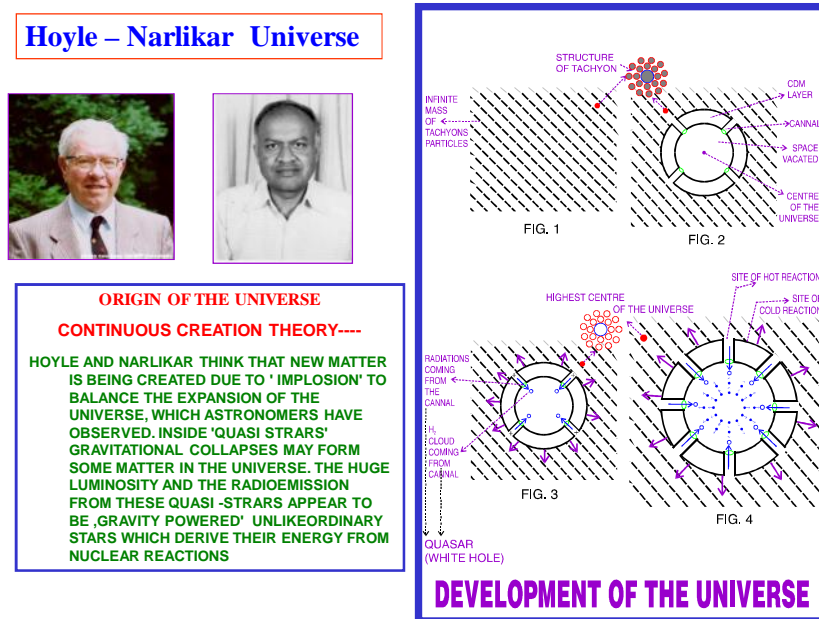 Hoyle – Narlikar Universe
ORIGIN OF THE UNIVERSE
CONTINUOUS CREATION THEORY----
HOYLE AND NARLIKAR THINK THAT NEW MATTER
IS BEING CREATED DUE TO ' IMPLOSION' TO
BALANCE THE EXPANSION OF THE
UNIVERSE, WHICH ASTRONOMERS HAVE
OBSERVED. INSIDE 'QUASI STRARS'
GRAVITATIONAL COLLAPSES MAY FORM
SOME MATTER IN THE UNIVERSE. THE HUGE
LUMINOSITY AND THE RADIOEMISSION
FROM THESE QUASI -STRARS APPEAR TO
BE ,GRAVITY POWERED' UNLIKEORDINARY
STARS WHICH DERIVE THEIR ENERGY FROM
NUCLEAR REACTIONS
STRUCTURE
OF TACHYON
INFINITE
MASS
OF
TACHYONS
PARTICLES
FIG. 1
CDM
LAYER
CANNAL
SPACE
VACATED
CENTRE
OF THE
UNIVERSE
FIG. 2
HIGHEST CENTRE
OF THE UNIVERSE
RADIATIONS
COMING
FROM
THE
CANNAL
H₂
CLOUD
COMING
FROM
CANNAL
FIG. 3
SITE OF HOT REACTION
SITE OF
COLD REACTION
FIG. 4
QUASAR
(WHITE HOLE)
DEVELOPMENT OF THE UNIVERSE